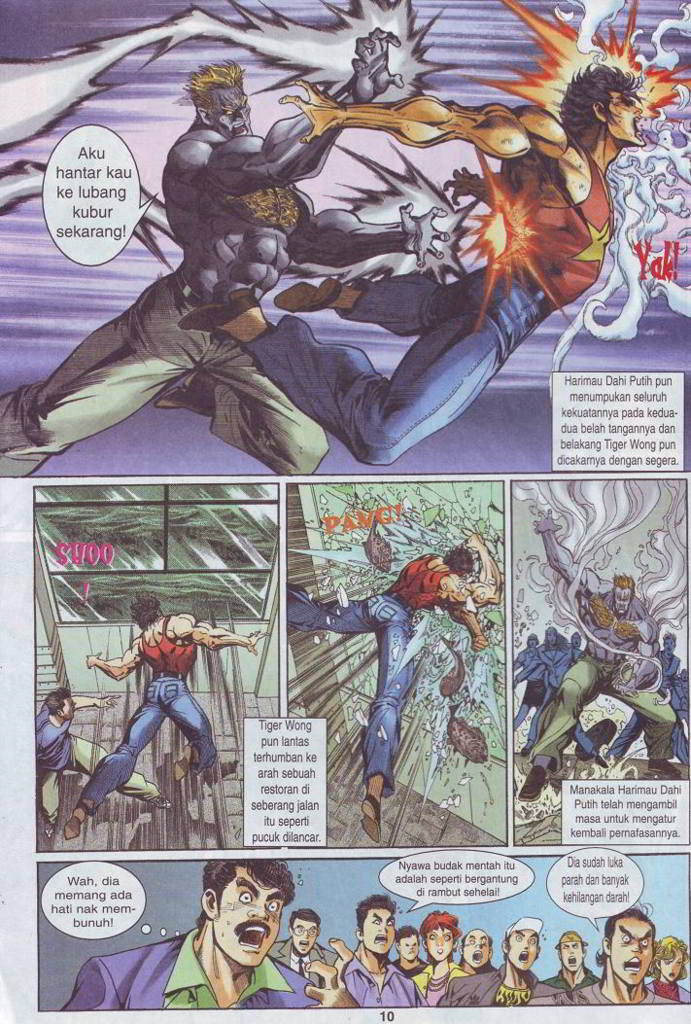 Aku
hantar kau
ke lubang
kubur
sekarang!
Yak!
Harimau Dahi Putih pun
menumpukan seluruh
kekuatannya pada kedua-
dua belah tangannya dan
belakang Tiger Wong pun
dicakarnya dengan segera.
SHOO
!
Tiger Wong
pun lantas
terhumban ke
arah sebuah
restoran di
seberang jalan
itu seperti
pucuk dilancar.
PANG!
Manakala Harimau Dahi
Putih telah mengambil
masa untuk mengatur
kembali pernafasannya.
Wah, dia
memang ada
hati nak mem-
bunuh!
Nyawa budak mentah itu
adalah seperti bergantung
di rambut sehelai!
Dia sudah luka
parah dan banyak
kehilangan darah!
10